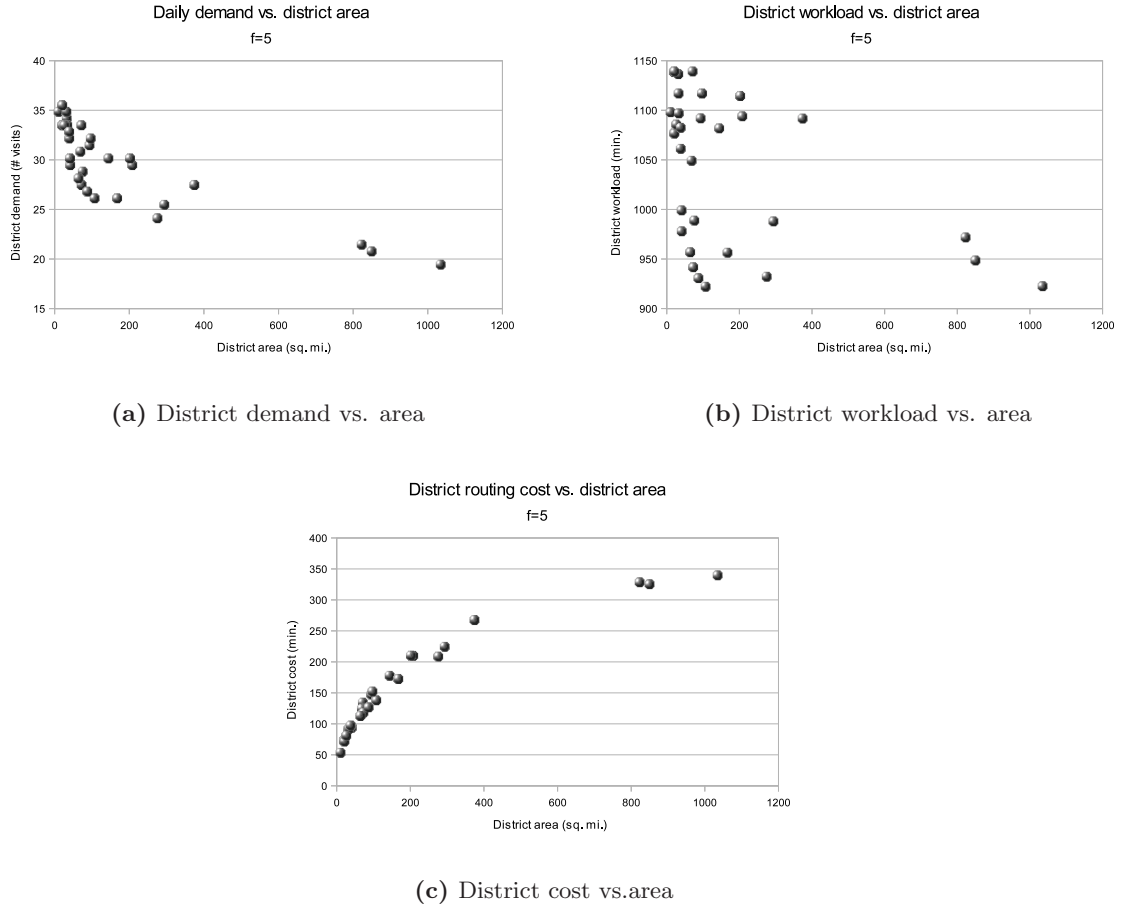 Daily demand vs. district area
f=5
40
35
30
25
20
15
District demand (# visits)
0 200 400 600 800 1000 1200
District area (sq. mi.)
(a) District demand vs. area
District workload vs. district area
f=5
1150
1100
1050
1000
950
900
District workload (min.)
0 200 400 600 800 1000 1200
District area (sq. mi.)
(b) District workload vs. area
District routing cost vs. district area
f=5
400
350
300
250
200
150
100
50
0
District cost (min.)
0 200 400 600 800 1000 1200
District area (sq. mi.)
(c) District cost vs.area